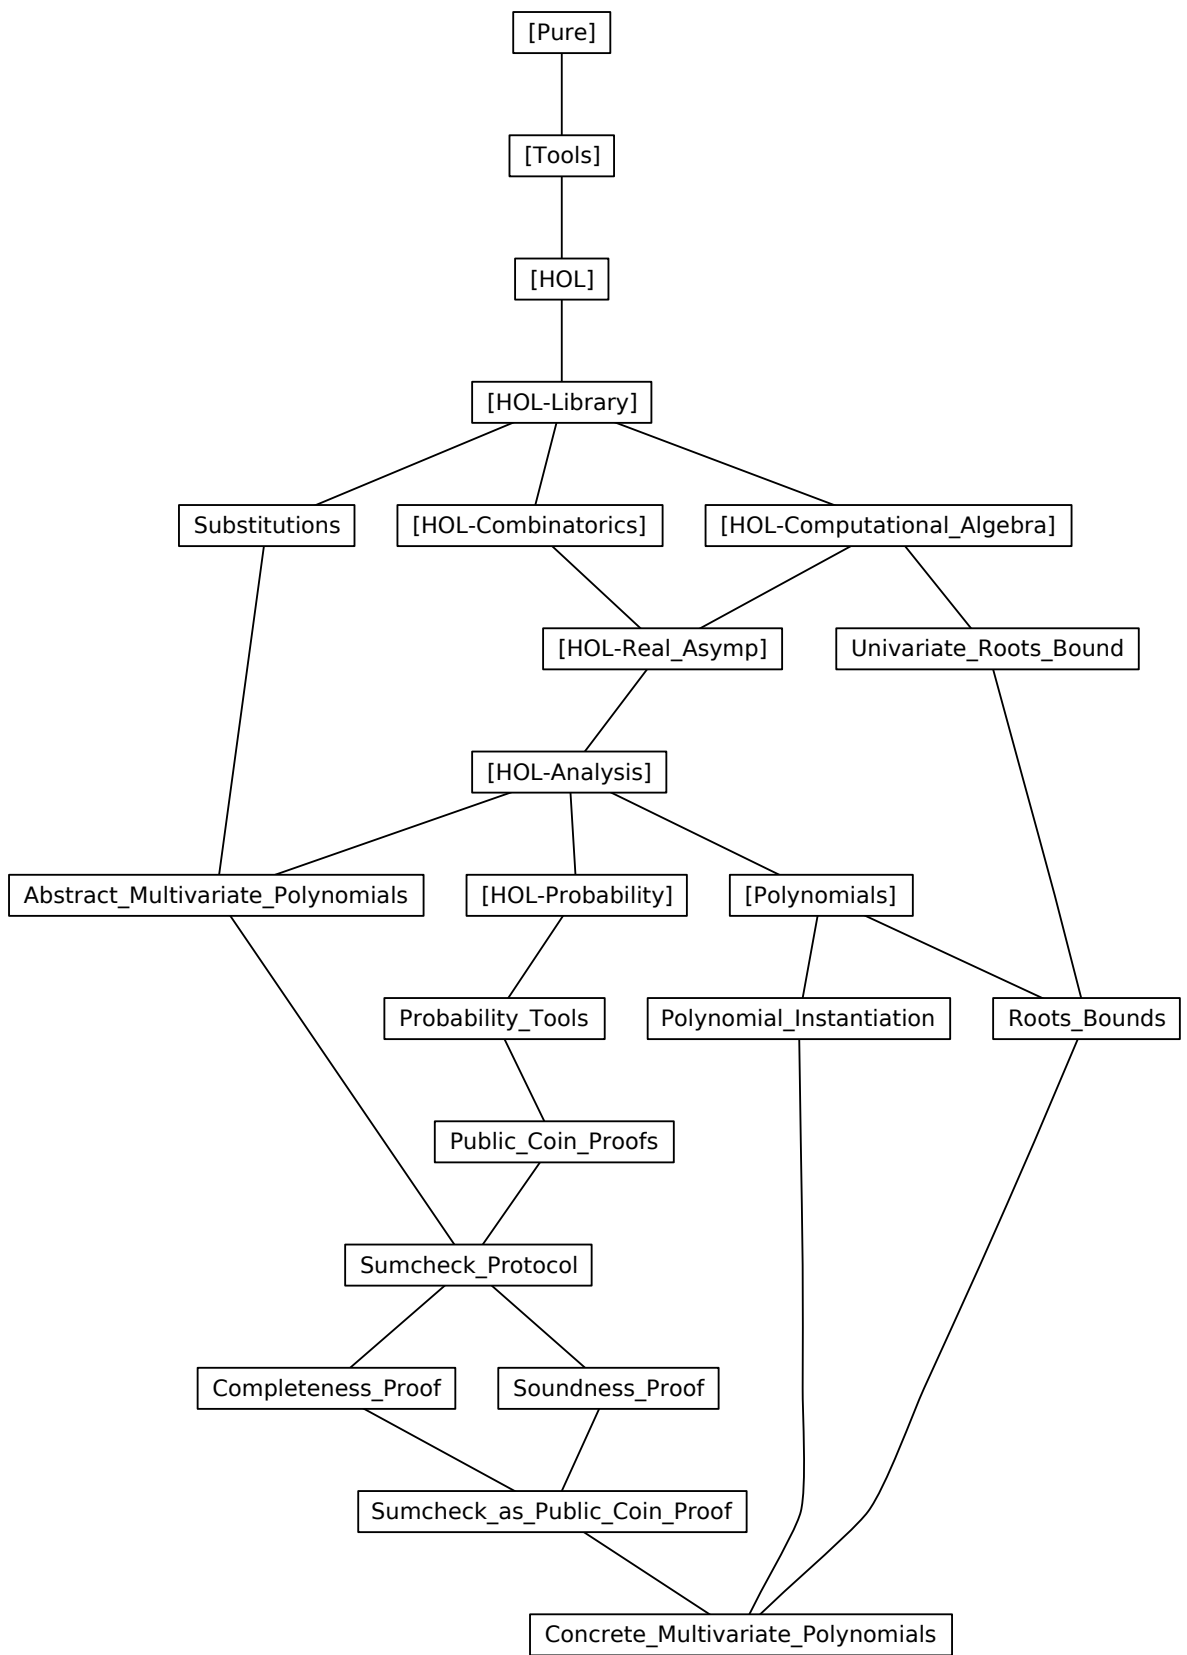 [Pure]
[Tools]
[HOL]
[HOL-Library]
Substitutions
[HOL-Combinatorics]
[HOL-Computational_Algebra]
[HOL-Real_Asymp]
Univariate_Roots_Bound
[HOL-Analysis]
Abstract_Multivariate_Polynomials
[HOL-Probability]
[Polynomials]
Probability_Tools
Polynomial_Instantiation
Roots_Bounds
Public_Coin_Proofs
Sumcheck_Protocol
Completeness_Proof
Soundness_Proof
Sumcheck_as_Public_Coin_Proof
Concrete_Multivariate_Polynomials